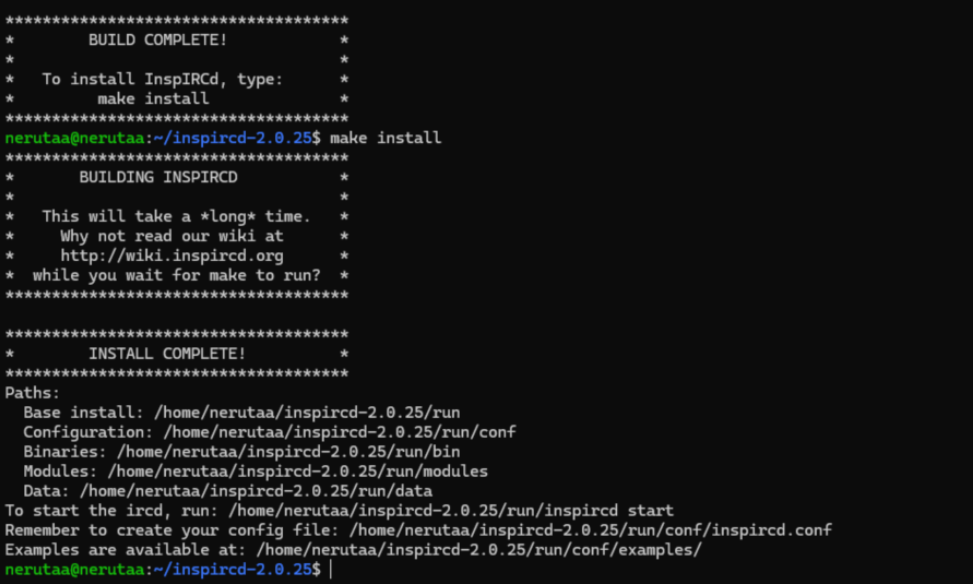 *************************************
*        BUILD COMPLETE!            *
*                                   *
*   To install InspIRCd, type:      *
*         make install              *
*************************************
nerutaa@nerutaa:~/inspircd-2.0.25$ make install
*************************************
*       BUILDING INSPIRCD           *
*                                   *
*   This will take a *long* time.   *
*     Why not read our wiki at      *
*     http://wiki.inspircd.org      *
*  while you wait for make to run?  *
*************************************

*************************************
*        INSTALL COMPLETE!          *
*************************************
Paths:
  Base install: /home/nerutaa/inspircd-2.0.25/run
  Configuration: /home/nerutaa/inspircd-2.0.25/run/conf
  Binaries: /home/nerutaa/inspircd-2.0.25/run/bin
  Modules: /home/nerutaa/inspircd-2.0.25/run/modules
  Data: /home/nerutaa/inspircd-2.0.25/run/data
To start the ircd, run: /home/nerutaa/inspircd-2.0.25/run/inspircd start
Remember to create your config file: /home/nerutaa/inspircd-2.0.25/run/conf/inspircd.conf
Examples are available at: /home/nerutaa/inspircd-2.0.25/run/conf/examples/
nerutaa@nerutaa:~/inspircd-2.0.25$